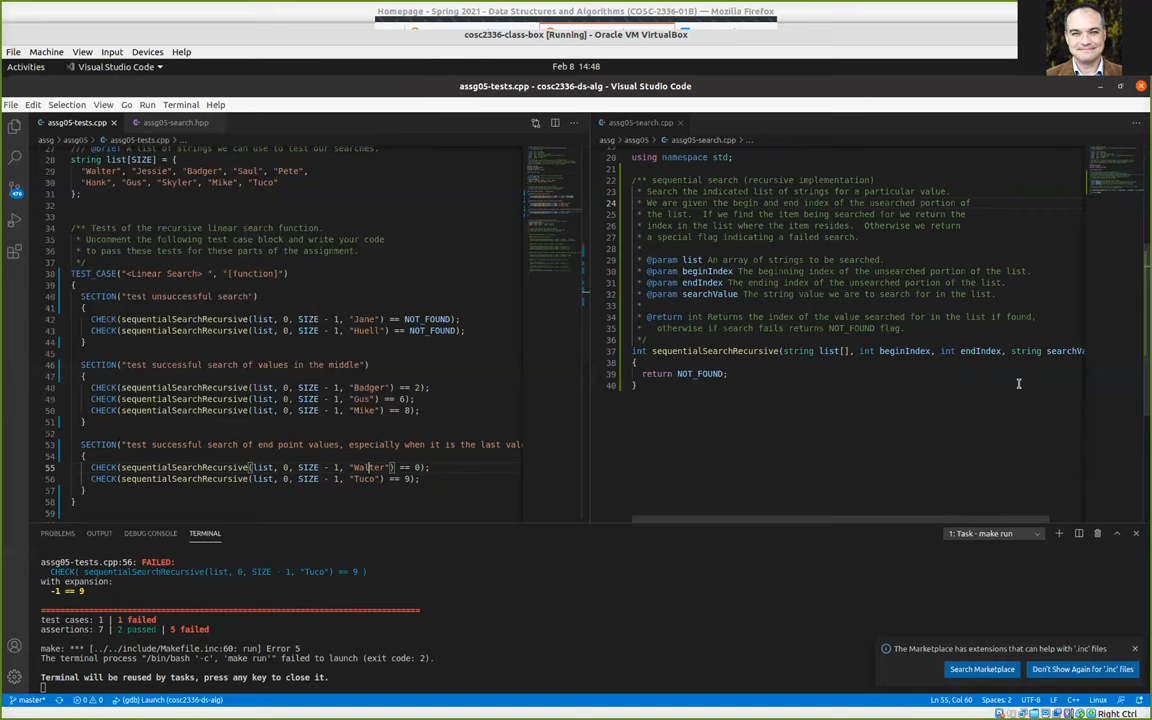 Homepage - Spring 2021 - Data Structures and Algorithms (COSC-2336-01B) — Mozilla Firefox
cosc2336-class-box [Running] - Oracle VM VirtualBox
File Machine View Input Devices Help
Activities Visual Studio Code Feb 8 14:48
assg05-tests.cpp - cosc2336-ds-alg - Visual Studio Code
File Edit Selection View Go Run Terminal Help
assg05-tests.cpp assg05-search.hpp
assg > assg05 > assg05-tests.cpp > ...
27 /// @brief A list of strings we can use to test our searches.
28 string list[SIZE] = {
29 "Walter", "Jessie", "Badger", "Saul", "Pete",
30 "Hank", "Gus", "Skyler", "Mike", "Tuco"
31 };
32
33
34 /** Tests of the recursive linear search function.
35 * Uncomment the following test case block and write your code
36 * to pass these tests for these parts of the assignment.
37 */
38 TEST_CASE("<Linear Search> ", "[function]")
39 {
40 SECTION("test unsuccessful search")
41 {
42 CHECK(sequentialSearchRecursive(list, 0, SIZE - 1, "Jane") == NOT_FOUND);
43 CHECK(sequentialSearchRecursive(list, 0, SIZE - 1, "Huell") == NOT_FOUND);
44 }
45
46 SECTION("test successful search of values in the middle")
47 {
48 CHECK(sequentialSearchRecursive(list, 0, SIZE - 1, "Badger") == 2);
49 CHECK(sequentialSearchRecursive(list, 0, SIZE - 1, "Gus") == 6);
50 CHECK(sequentialSearchRecursive(list, 0, SIZE - 1, "Mike") == 8);
51 }
52
53 SECTION("test successful search of end point values, especially when it is the last val
54 {
55 CHECK(sequentialSearchRecursive(list, 0, SIZE - 1, "Walter") == 0);
56 CHECK(sequentialSearchRecursive(list, 0, SIZE - 1, "Tuco") == 9);
57 }
58 }
59
assg05-search.cpp
assg > assg05 > assg05-search.cpp > ...
20 using namespace std;
21
22 /** sequential search (recursive implementation)
23 * Search the indicated list of strings for a particular value.
24 * We are given the begin and end index of the usearched portion of
25 * the list. If we find the item being searched for we return the
26 * index in the list where the item resides. Otherwise we return
27 * a special flag indicating a failed search.
28 *
29 * @param list An array of strings to be searched.
30 * @param beginIndex The beginning index of the unsearched portion of the list.
31 * @param endIndex The ending index of the unsearched portion of the list.
32 * @param searchValue The string value we are to search for in the list.
33 *
34 * @return int Returns the index of the value searched for in the list if found,
35 * otherwise if search fails returns NOT_FOUND flag.
36 */
37 int sequentialSearchRecursive(string list[], int beginIndex, int endIndex, string searchVa
38 {
39 return NOT_FOUND;
40 }
PROBLEMS OUTPUT DEBUG CONSOLE TERMINAL 1: Task - make run
assg05-tests.cpp:56: FAILED:
CHECK( sequentialSearchRecursive(list, 0, SIZE - 1, "Tuco") == 9 )
with expansion:
-1 == 9
test cases: 1 | 1 failed
assertions: 7 | 2 passed | 5 failed
make: *** [../../include/Makefile.inc:60: run] Error 5
The terminal process "/bin/bash '-c', 'make run'" failed to launch (exit code: 2).
Terminal will be reused by tasks, press any key to close it.
The Marketplace has extensions that can help with '.inc' files
Search Marketplace Don't Show Again for '.inc' files
master* 0 0 (gdb) Launch (cosc2336-ds-alg) Ln 55, Col 60 Spaces: 2 UTF-8 LF C++ Linux
Right Ctrl